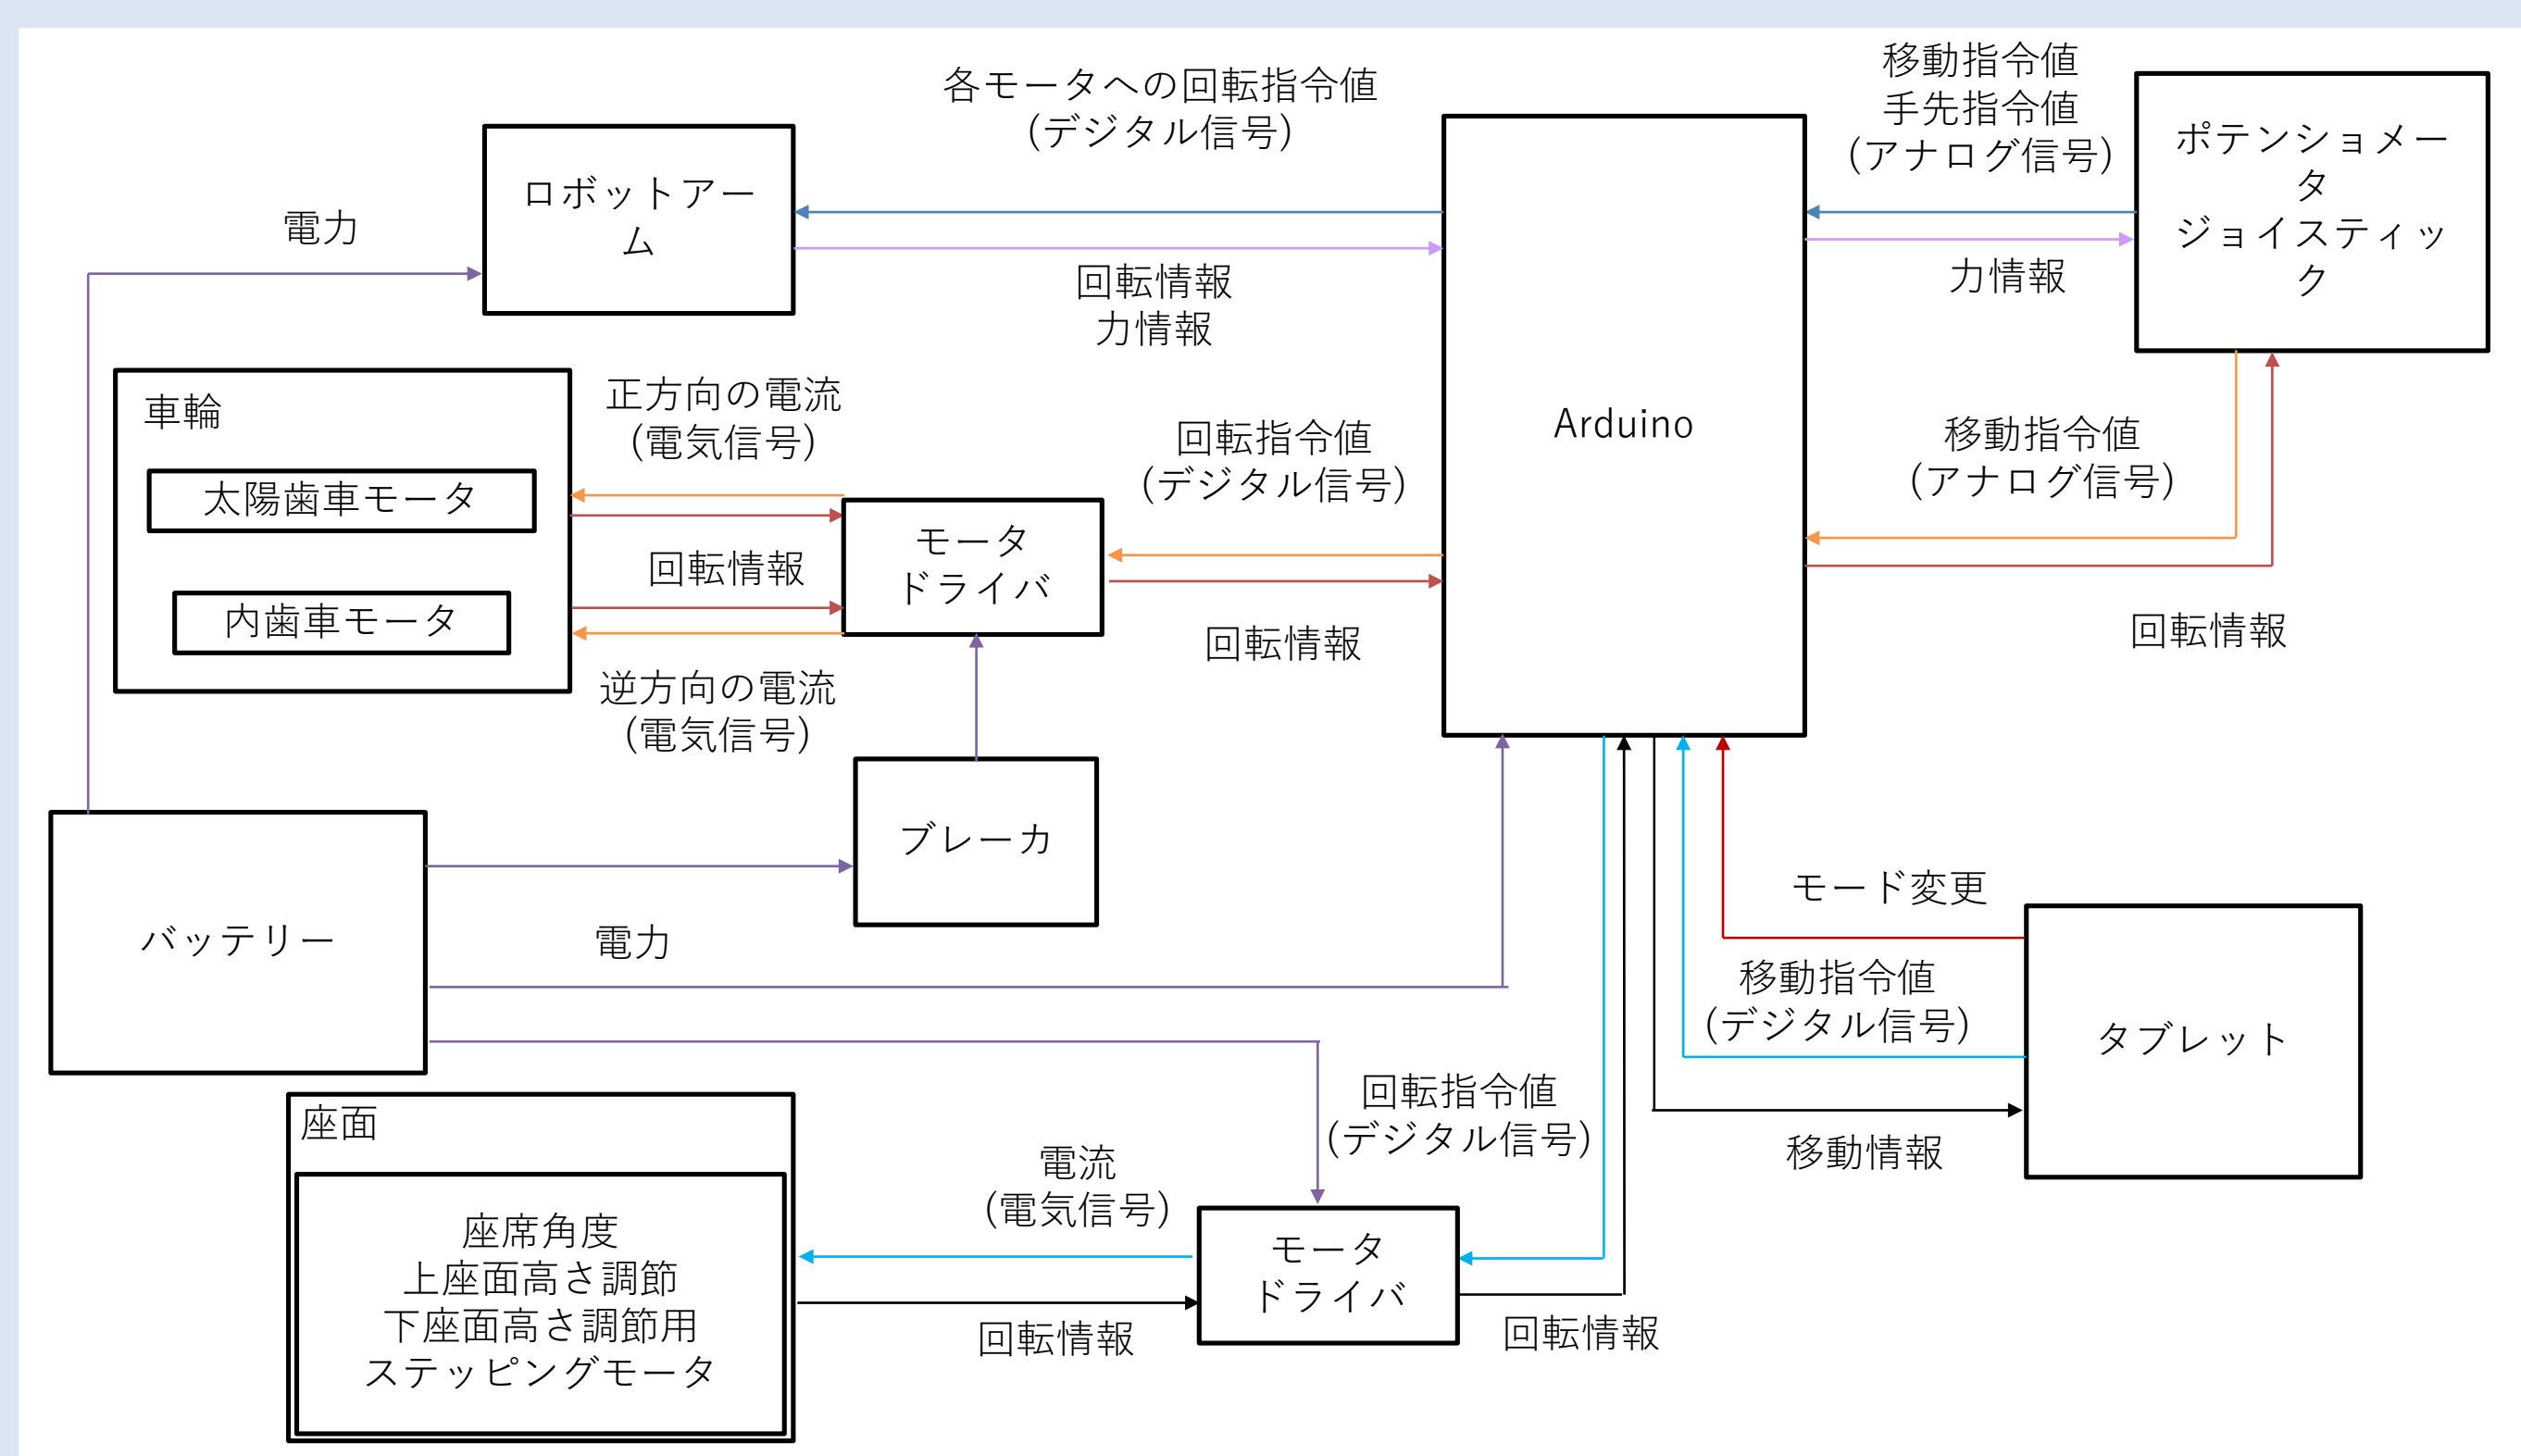 各モータへの回転指令値
(デジタル信号)
移動指令値
手先指令値
(アナログ信号)
ポテンショメー
タ
ジョイスティッ
ク
ロボットアー
ム
電力
回転情報
力情報
力情報
Arduino
車輪
太陽歯車モータ
内歯車モータ
正方向の電流
(電気信号)
回転情報
逆方向の電流
(電気信号)
モータ
ドライバ
回転指令値
(デジタル信号)
回転情報
移動指令値
(アナログ信号)
回転情報
ブレーカ
バッテリー
電力
モード変更
移動指令値
(デジタル信号)
タブレット
移動情報
座面
座席角度
上座面高さ調節
下座面高さ調節用
ステッピングモータ
電流
(電気信号)
回転情報
回転指令値
(デジタル信号)
モータ
ドライバ
回転情報